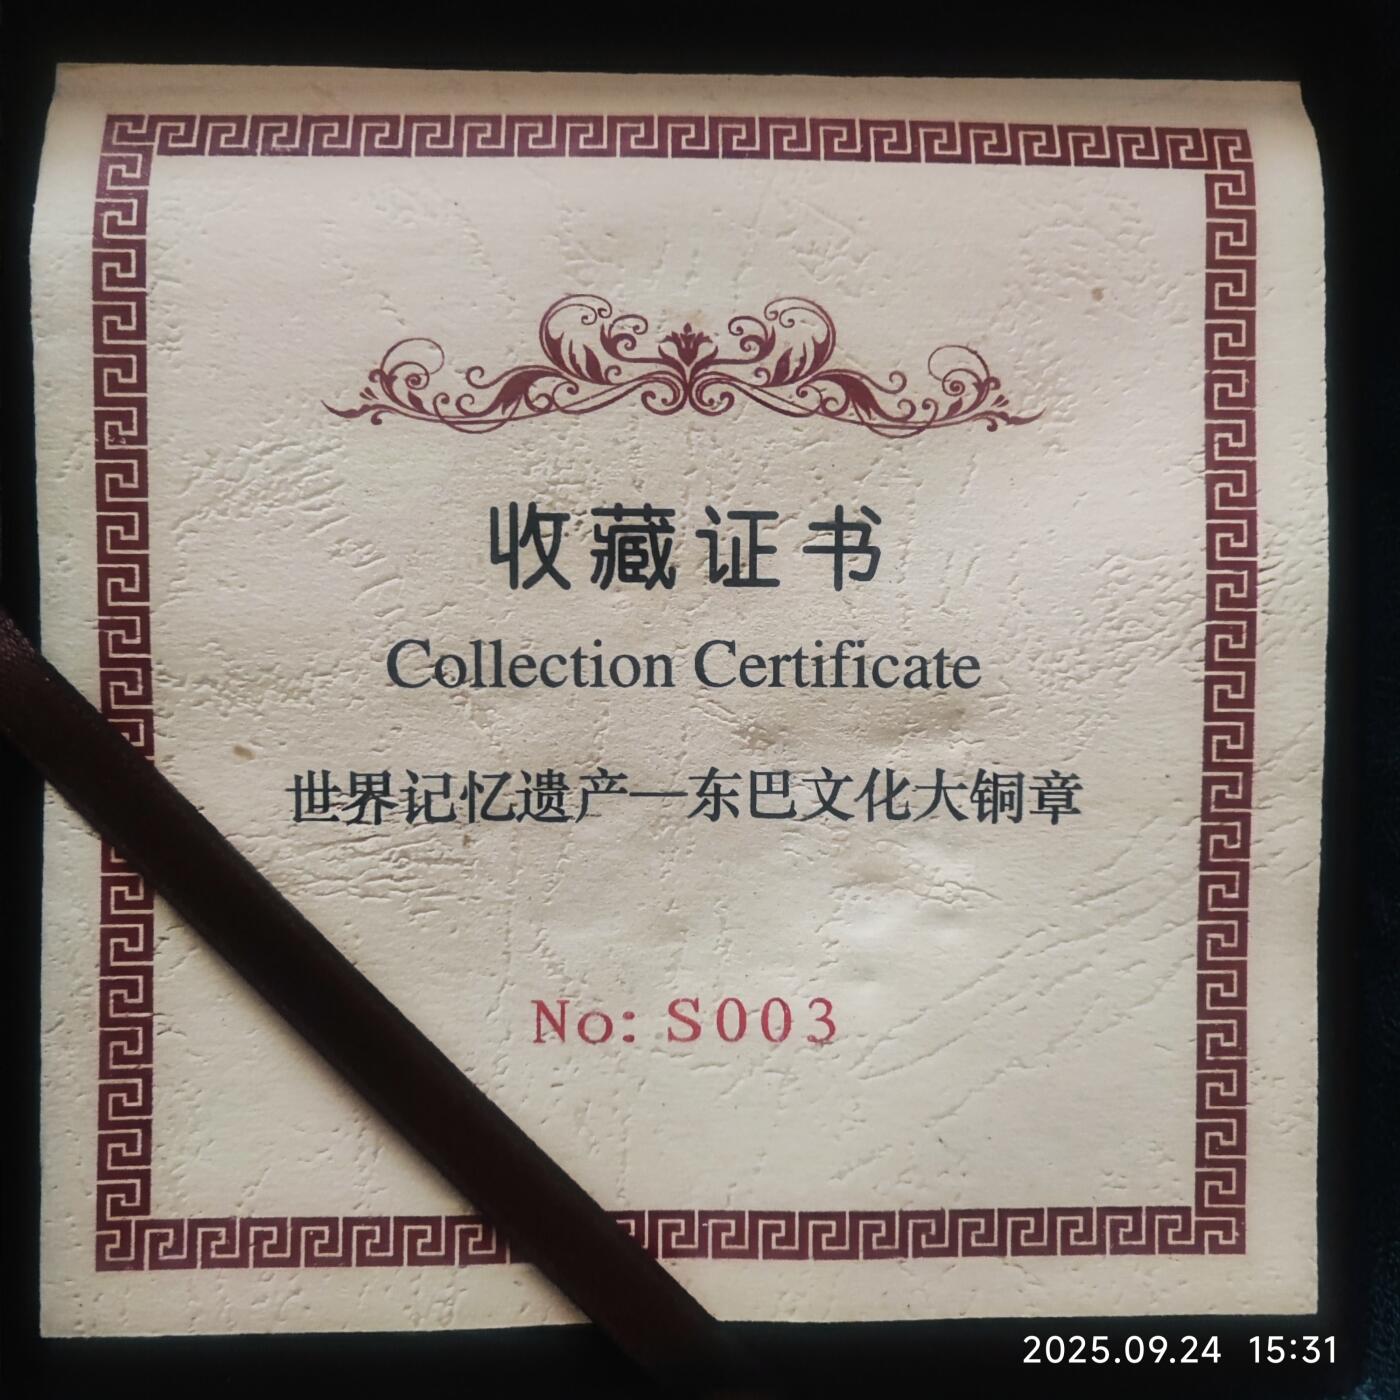 收藏证书
Collection Certificate
世界记忆遗产—东巴文化大铜章
No: S003
2025.09.24 15:31